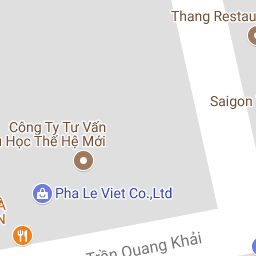 Thang Restau
Saigon
Công Ty Tư Vấn
Học Thế Hệ Mới
Pha Le Viet Co.,Ltd
Trần Quang Khải